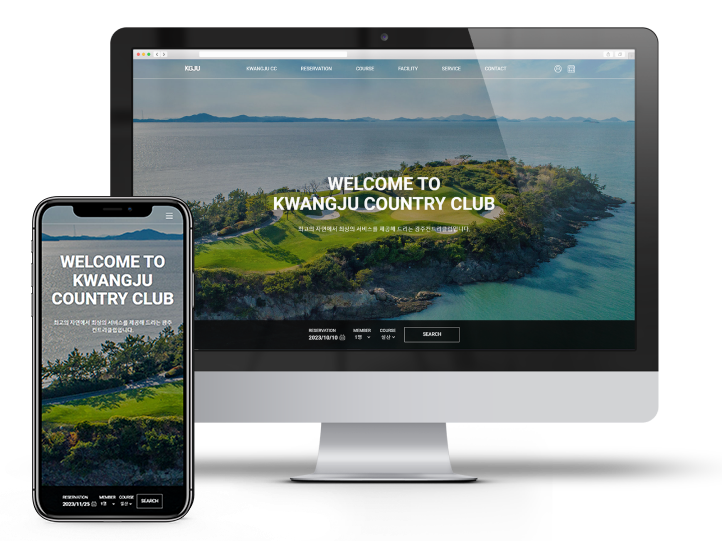 KGJU
KWANGJU CC RESERVATION COURSE FACILITY SERVICE CONTACT
WELCOME TO
KWANGJU COUNTRY CLUB
최고의 자연에서 최상의 서비스를 제공해 드리는 광주컨트리클럽입니다.
RESERVATION MEMBER COURSE
2023/10/10 1명 SEARCH
WELCOME TO
KWANGJU
COUNTRY CLUB
최고의 자연에서 최상의 서비스를 제공해 드리는 광주
컨트리클럽입니다.
RESERVATION MEMBER COURSE
2023/11/25 1명 SEARCH